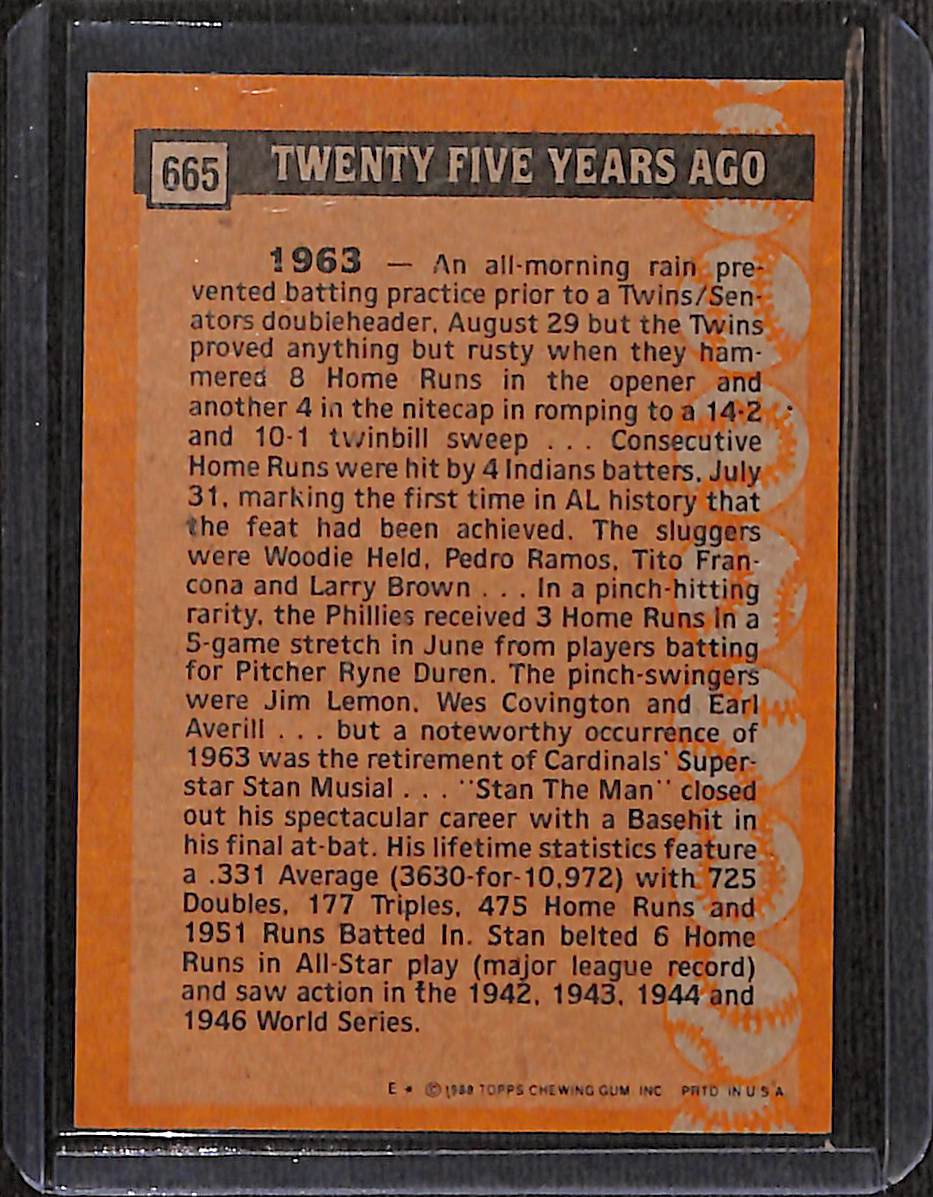 665 TWENTY FIVE YEARS AGO
1963 — An all-morning rain pre-
vented batting practice prior to a Twins/Sen-
ators doubleheader, August 29 but the Twins
proved anything but rusty when they ham-
mered 8 Home Runs in the opener and
another 4 in the nitecap in romping to a 14-2
and 10-1 twinbill sweep . . . Consecutive
Home Runs were hit by 4 Indians batters, July
31, marking the first time in AL history that
the feat had been achieved. The sluggers
were Woodie Held, Pedro Ramos, Tito Fran-
cona and Larry Brown . . . In a pinch-hitting
rarity, the Phillies received 3 Home Runs in a
5-game stretch in June from players batting
for Pitcher Ryne Duren. The pinch-swingers
were Jim Lemon, Wes Covington and Earl
Averill . . . but a noteworthy occurrence of
1963 was the retirement of Cardinals' Super-
star Stan Musial . . . "Stan The Man" closed
out his spectacular career with a Basehit in
his final at-bat. His lifetime statistics feature
a .331 Average (3630-for-10,972) with 725
Doubles, 177 Triples, 475 Home Runs and
1951 Runs Batted In. Stan belted 6 Home
Runs in All-Star play (major league record)
and saw action in the 1942, 1943, 1944 and
1946 World Series.
E * © 1988 TOPPS CHEWING GUM, INC. PRTD. IN U.S.A.